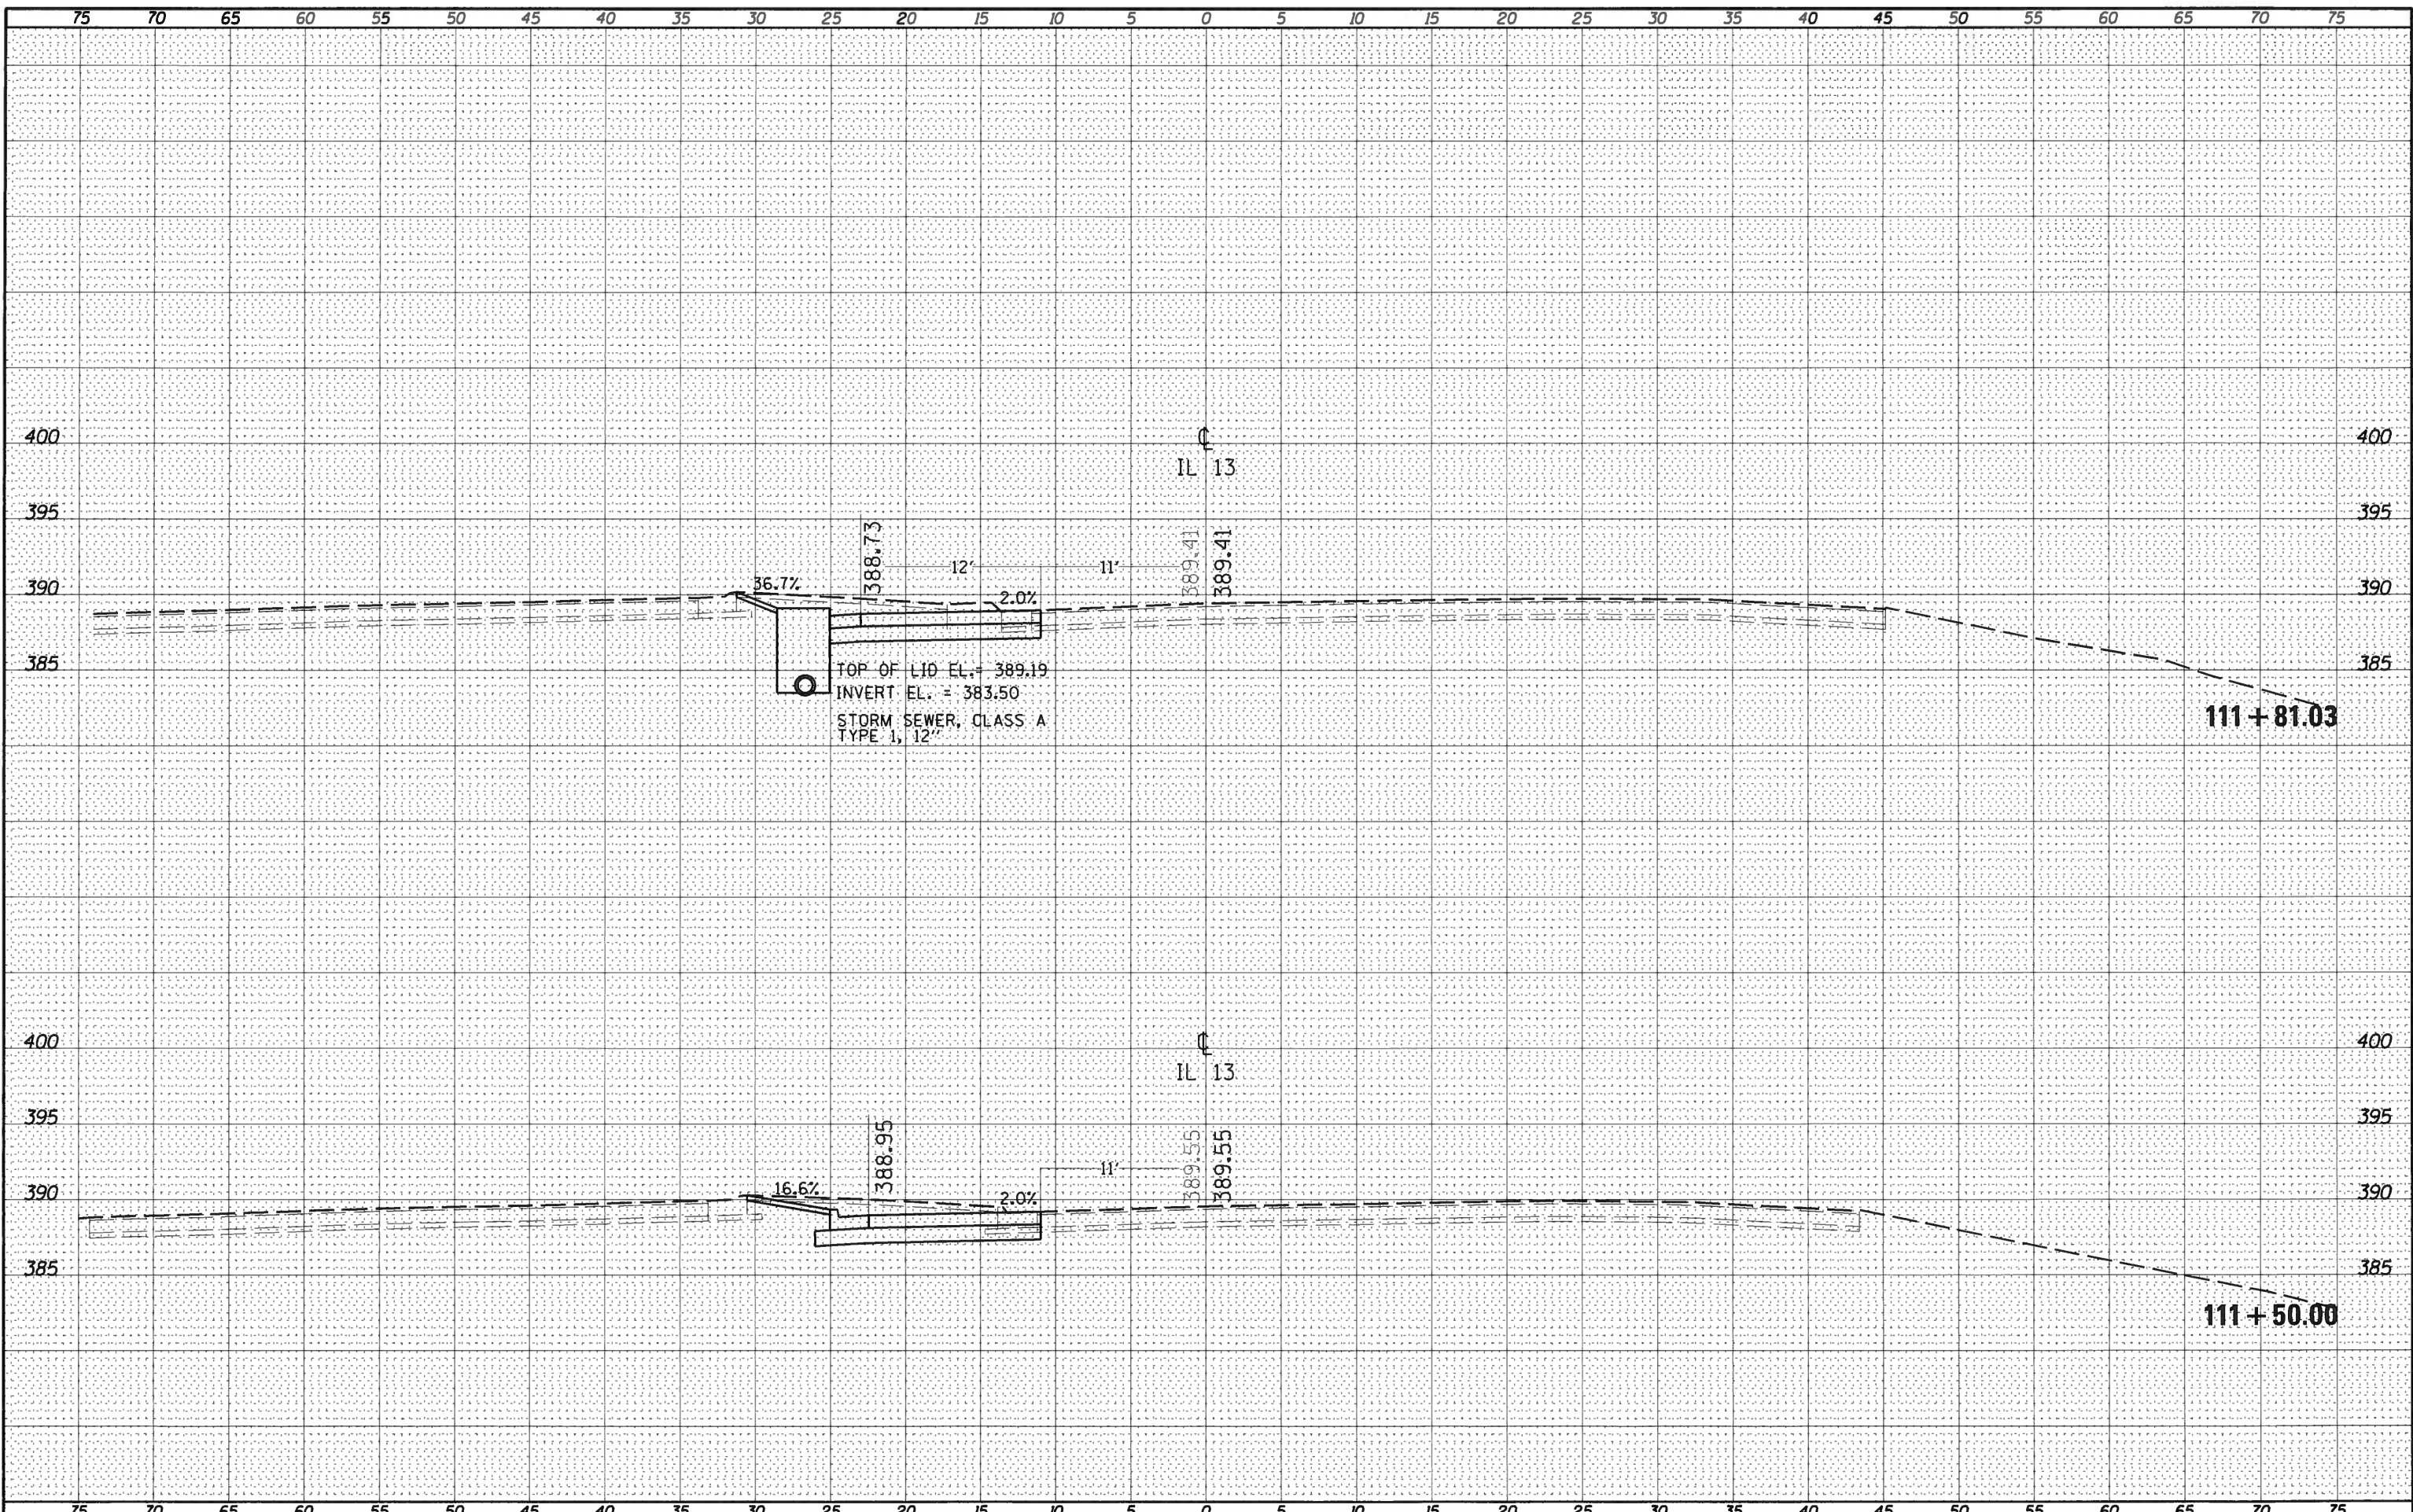 75 70 65 60 55 50 45 40 35 30 25 20 15 10 5 0 5 10 15 20 25 30 35 40 45 50 55 60 65 70 75
400 ℄ 400
IL 13
395 395
388.73 389.41 389.41
12' 11'
390 36.7% 2.0% 390
385 385
TOP OF LID EL.= 389.19
INVERT EL. = 383.50
STORM SEWER, CLASS A
TYPE 1, 12"
111+81.03
400 ℄ 400
IL 13
395 395
388.95 389.55 389.55
11'
390 16.6% 2.0% 390
385 385
111+50.00
75 70 65 60 55 50 45 40 35 30 25 20 15 10 5 0 5 10 15 20 25 30 35 40 45 50 55 60 65 70 75